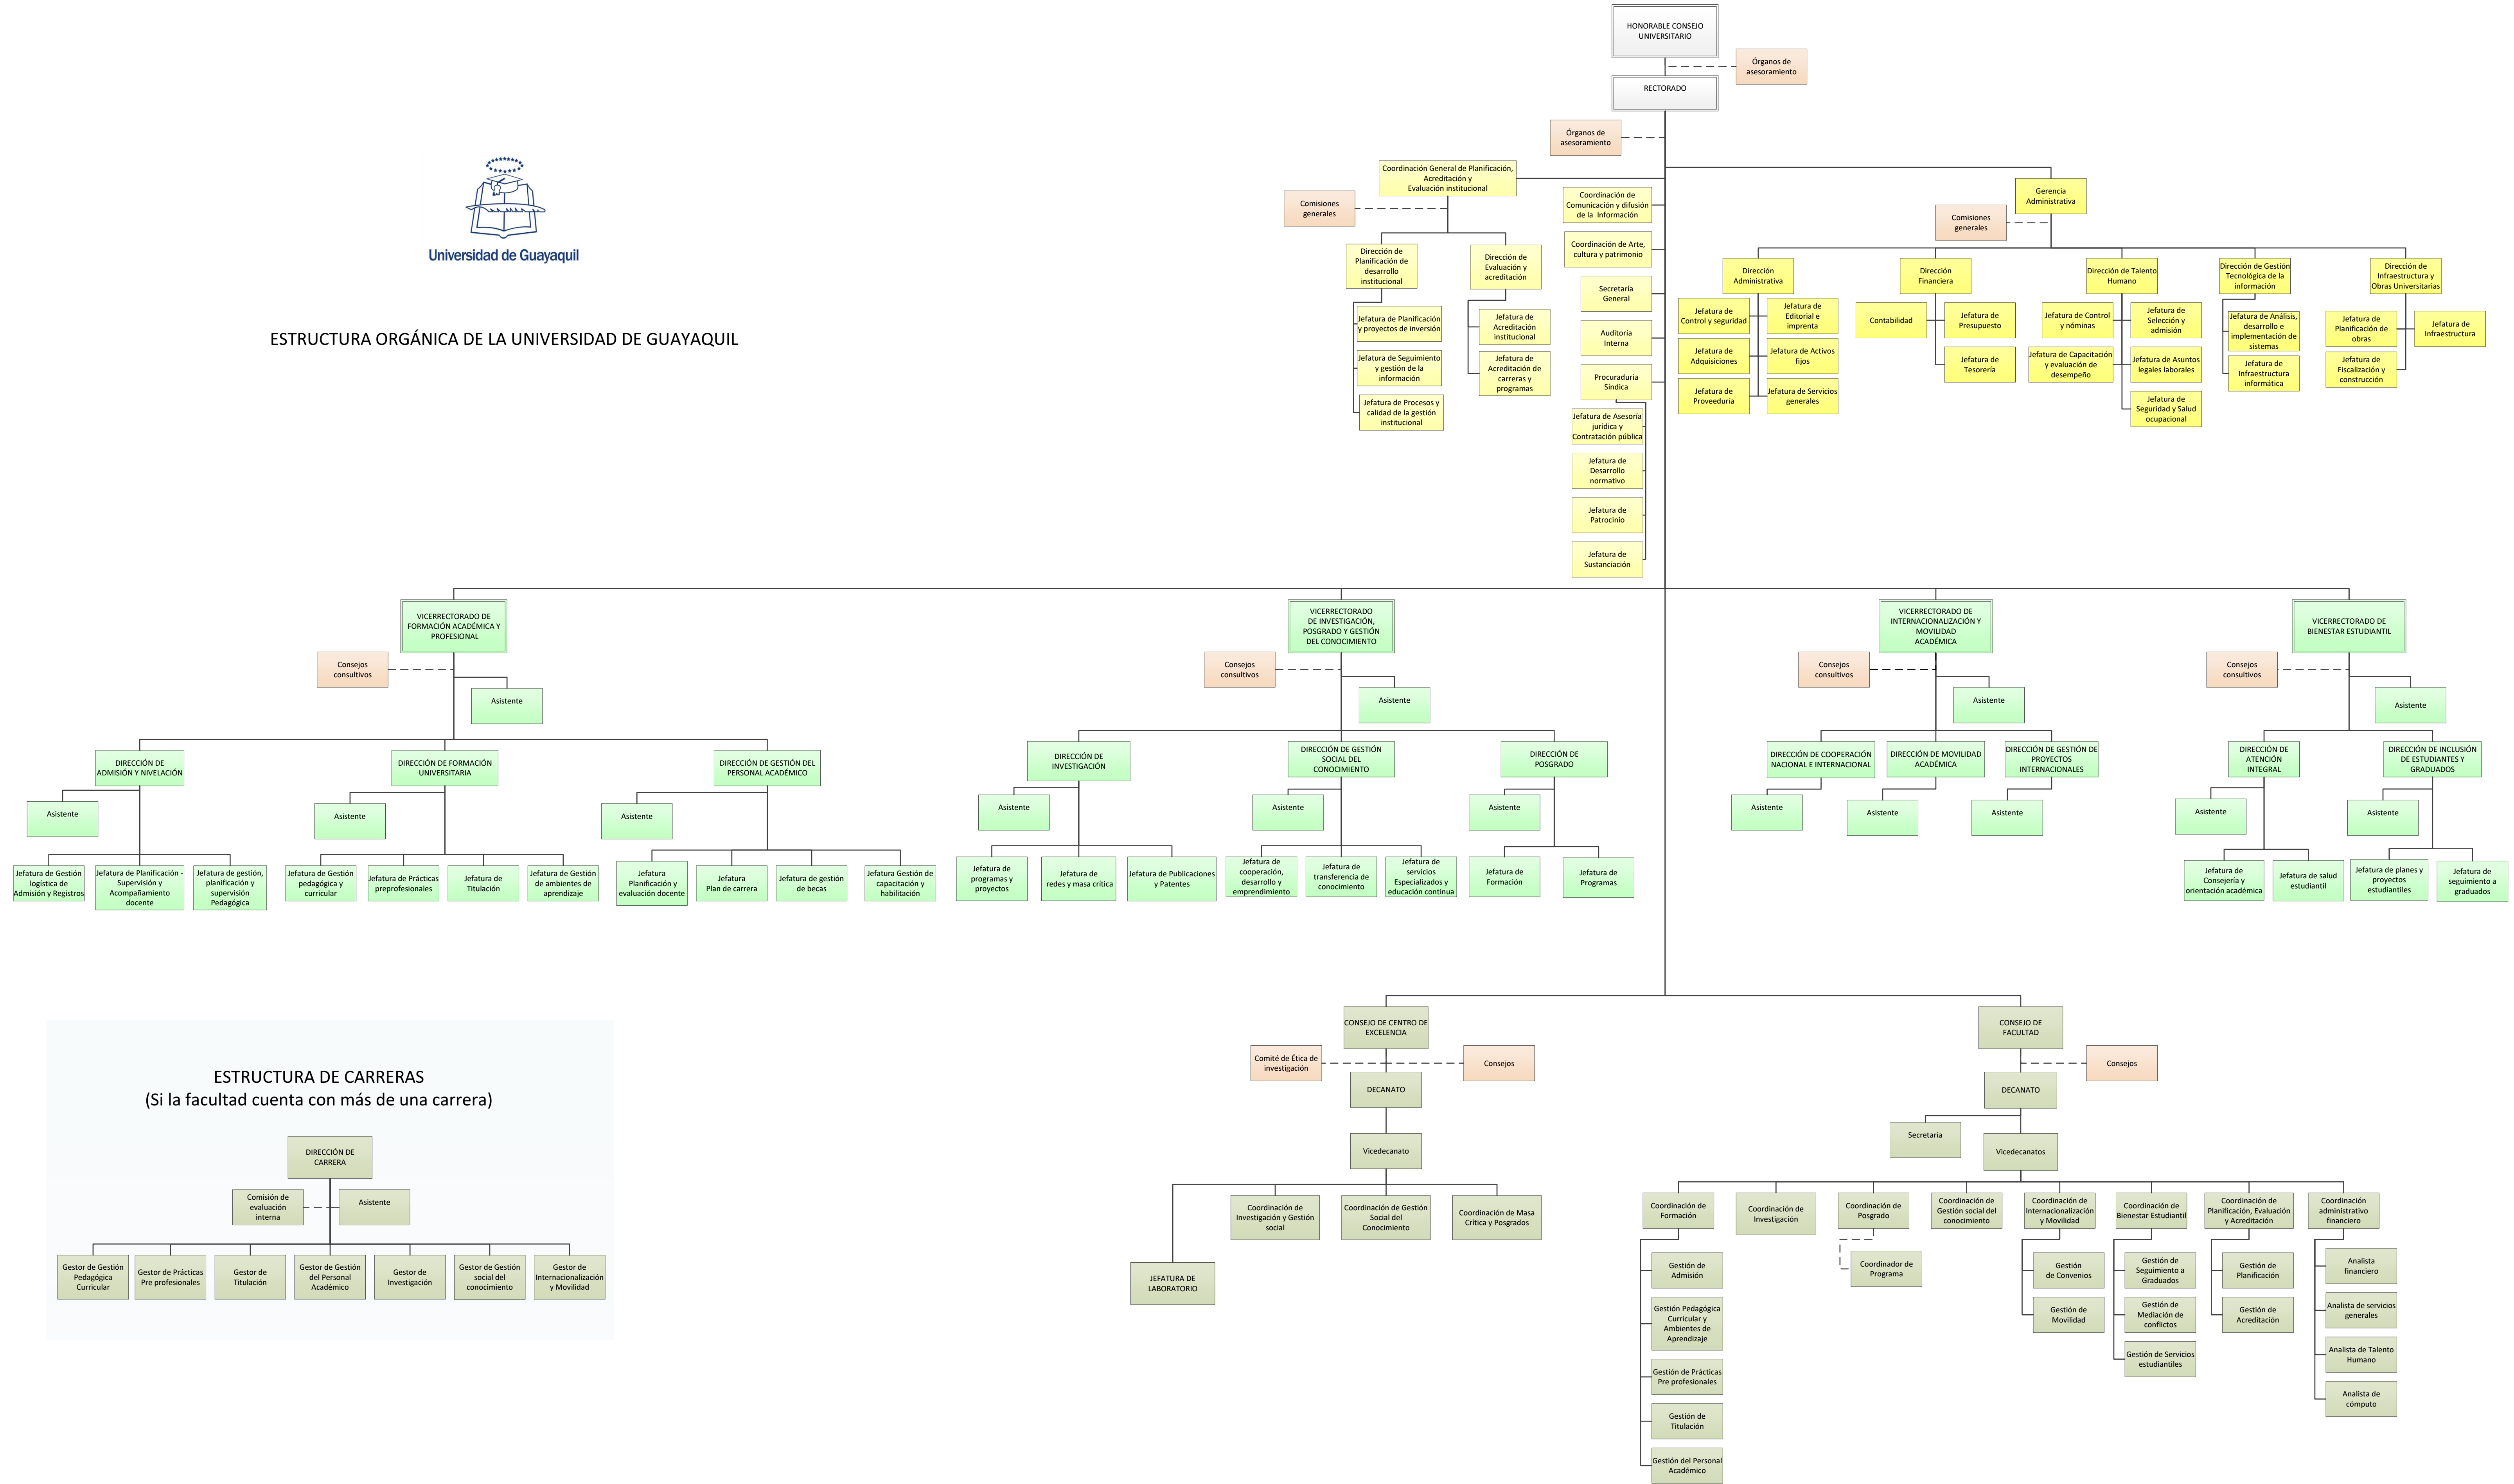 HONORABLE CONSEJO
UNIVERSITARIO
Órganos de
asesoramiento
RECTORADO
Órganos de
asesoramiento
Universidad de Guayaquil
ESTRUCTURA ORGÁNICA DE LA UNIVERSIDAD DE GUAYAQUIL
Coordinación General de Planificación,
Acreditación y
Evaluación institucional
Comisiones
generales
Dirección de
Planificación de
desarrollo
institucional
Jefatura de Planificación
y proyectos de inversión
Jefatura de Seguimiento
y gestión de la
información
Jefatura de Procesos y
calidad de la gestión
institucional
Dirección de
Evaluación y
acreditación
Jefatura de
Acreditación
institucional
Jefatura de
Acreditación de
carreras y
programas
Coordinación de
Comunicación y difusión
de la Información
Coordinación de Arte,
cultura y patrimonio
Secretaría
General
Auditoría
Interna
Procuraduría
Síndica
Jefatura de Asesoría
jurídica y
Contratación pública
Jefatura de
Desarrollo
normativo
Jefatura de
Patrocinio
Jefatura de
Sustanciación
Gerencia
Administrativa
Comisiones
generales
Dirección
Administrativa
Jefatura de
Control y seguridad
Jefatura de
Editorial e
imprenta
Jefatura de
Adquisiciones
Jefatura de Activos
fijos
Jefatura de
Proveeduría
Jefatura de Servicios
generales
Dirección
Financiera
Contabilidad
Jefatura de
Presupuesto
Jefatura de
Tesorería
Dirección de Talento
Humano
Jefatura de Control
y nóminas
Jefatura de
Selección y
admisión
Jefatura de Capacitación
y evaluación de
desempeño
Jefatura de Asuntos
legales laborales
Jefatura de
Seguridad y Salud
ocupacional
Dirección de Gestión
Tecnológica de la
información
Jefatura de Análisis,
desarrollo e
implementación de
sistemas
Jefatura de
Infraestructura
informática
Dirección de
Infraestructura y
Obras Universitarias
Jefatura de
Planificación de
obras
Jefatura de
Infraestructura
Jefatura de
Fiscalización y
construcción
VICERRECTORADO DE
FORMACIÓN ACADÉMICA Y
PROFESIONAL
Consejos
consultivos
Asistente
DIRECCIÓN DE
ADMISIÓN Y NIVELACIÓN
Asistente
Jefatura de Gestión
logística de
Admisión y Registros
Jefatura de Planificación -
Supervisión y
Acompañamiento
docente
Jefatura de gestión,
planificación y
supervisión
Pedagógica
DIRECCIÓN DE FORMACIÓN
UNIVERSITARIA
Asistente
Jefatura de Gestión
pedagógica y
curricular
Jefatura de Prácticas
preprofesionales
Jefatura de
Titulación
Jefatura de Gestión
de ambientes de
aprendizaje
DIRECCIÓN DE GESTIÓN DEL
PERSONAL ACADÉMICO
Asistente
Jefatura
Planificación y
evaluación docente
Jefatura
Plan de carrera
Jefatura de gestión
de becas
Jefatura Gestión de
capacitación y
habilitación
VICERRECTORADO
DE INVESTIGACIÓN,
POSGRADO Y GESTIÓN
DEL CONOCIMIENTO
Consejos
consultivos
Asistente
DIRECCIÓN DE
INVESTIGACIÓN
Asistente
Jefatura de
programas y
proyectos
Jefatura de
redes y masa crítica
Jefatura de Publicaciones
y Patentes
DIRECCIÓN DE GESTIÓN
SOCIAL DEL
CONOCIMIENTO
Asistente
Jefatura de
cooperación,
desarrollo y
emprendimiento
Jefatura de
transferencia de
conocimiento
Jefatura de
servicios
Especializados y
educación continua
DIRECCIÓN DE
POSGRADO
Asistente
Jefatura de
Formación
Jefatura de
Programas
VICERRECTORADO DE
INTERNACIONALIZACIÓN Y
MOVILIDAD
ACADÉMICA
Consejos
consultivos
Asistente
DIRECCIÓN DE COOPERACIÓN
NACIONAL E INTERNACIONAL
Asistente
DIRECCIÓN DE MOVILIDAD
ACADÉMICA
Asistente
DIRECCIÓN DE GESTIÓN DE
PROYECTOS
INTERNACIONALES
Asistente
VICERRECTORADO DE
BIENESTAR ESTUDIANTIL
Consejos
consultivos
Asistente
DIRECCIÓN DE
ATENCIÓN
INTEGRAL
Asistente
Jefatura de
Consejería y
orientación académica
Jefatura de salud
estudiantil
DIRECCIÓN DE INCLUSIÓN
DE ESTUDIANTES Y
GRADUADOS
Asistente
Jefatura de planes y
proyectos
estudiantiles
Jefatura de
seguimiento a
graduados
ESTRUCTURA DE CARRERAS
(Si la facultad cuenta con más de una carrera)
DIRECCIÓN DE
CARRERA
Comisión de
evaluación
interna
Asistente
Gestor de Gestión
Pedagógica
Curricular
Gestor de Prácticas
Pre profesionales
Gestor de
Titulación
Gestor de Gestión
del Personal
Académico
Gestor de
Investigación
Gestor de Gestión
social del
conocimiento
Gestor de
Internacionalización
y Movilidad
CONSEJO DE CENTRO DE
EXCELENCIA
Comité de Ética de
investigación
Consejos
DECANATO
Vicedecanato
JEFATURA DE
LABORATORIO
Coordinación de
Investigación y Gestión
social
Coordinación de Gestión
Social del
Conocimiento
Coordinación de Masa
Crítica y Posgrados
CONSEJO DE
FACULTAD
Consejos
DECANATO
Secretaría
Vicedecanatos
Coordinación de
Formación
Gestión de
Admisión
Gestión Pedagógica
Curricular y
Ambientes de
Aprendizaje
Gestión de Prácticas
Pre profesionales
Gestión de
Titulación
Gestión del Personal
Académico
Coordinación de
Investigación
Coordinación de
Posgrado
Coordinador de
Programa
Coordinación de
Gestión social del
conocimiento
Coordinación de
Internacionalización
y Movilidad
Gestión
de Convenios
Gestión de
Movilidad
Coordinación de
Bienestar Estudiantil
Gestión de
Seguimiento a
Graduados
Gestión de
Mediación de
conflictos
Gestión de Servicios
estudiantiles
Coordinación de
Planificación, Evaluación
y Acreditación
Gestión de
Planificación
Gestión de
Acreditación
Coordinación
administrativo
financiero
Analista
financiero
Analista de servicios
generales
Analista de Talento
Humano
Analista de
cómputo